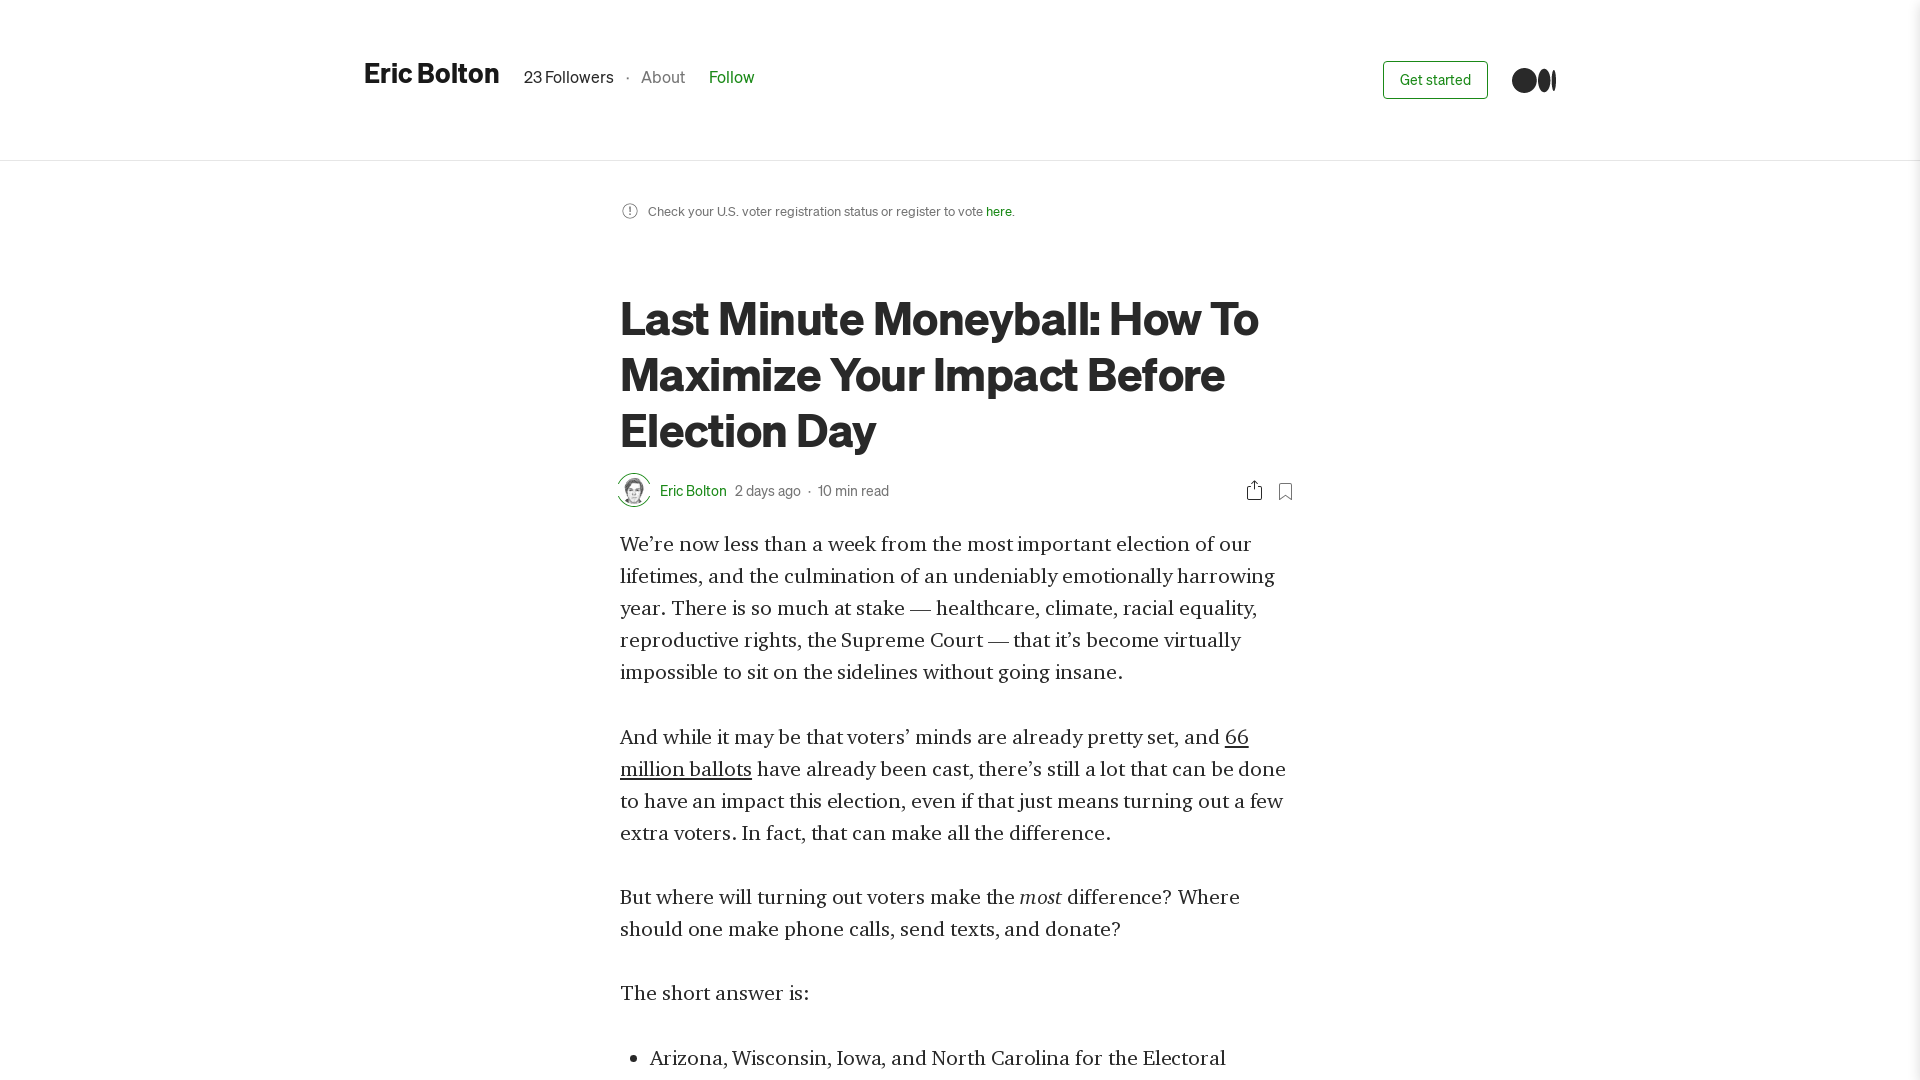 Eric Bolton
23 Followers · About Follow
Get started
Check your U.S. voter registration status or register to vote here.
Last Minute Moneyball: How To
Maximize Your Impact Before
Election Day
Eric Bolton 2 days ago · 10 min read
We’re now less than a week from the most important election of our
lifetimes, and the culmination of an undeniably emotionally harrowing
year. There is so much at stake — healthcare, climate, racial equality,
reproductive rights, the Supreme Court — that it’s become virtually
impossible to sit on the sidelines without going insane.
And while it may be that voters’ minds are already pretty set, and 66
million ballots have already been cast, there’s still a lot that can be done
to have an impact this election, even if that just means turning out a few
extra voters. In fact, that can make all the difference.
But where will turning out voters make the most difference? Where
should one make phone calls, send texts, and donate?
The short answer is:
• Arizona, Wisconsin, Iowa, and North Carolina for the Electoral